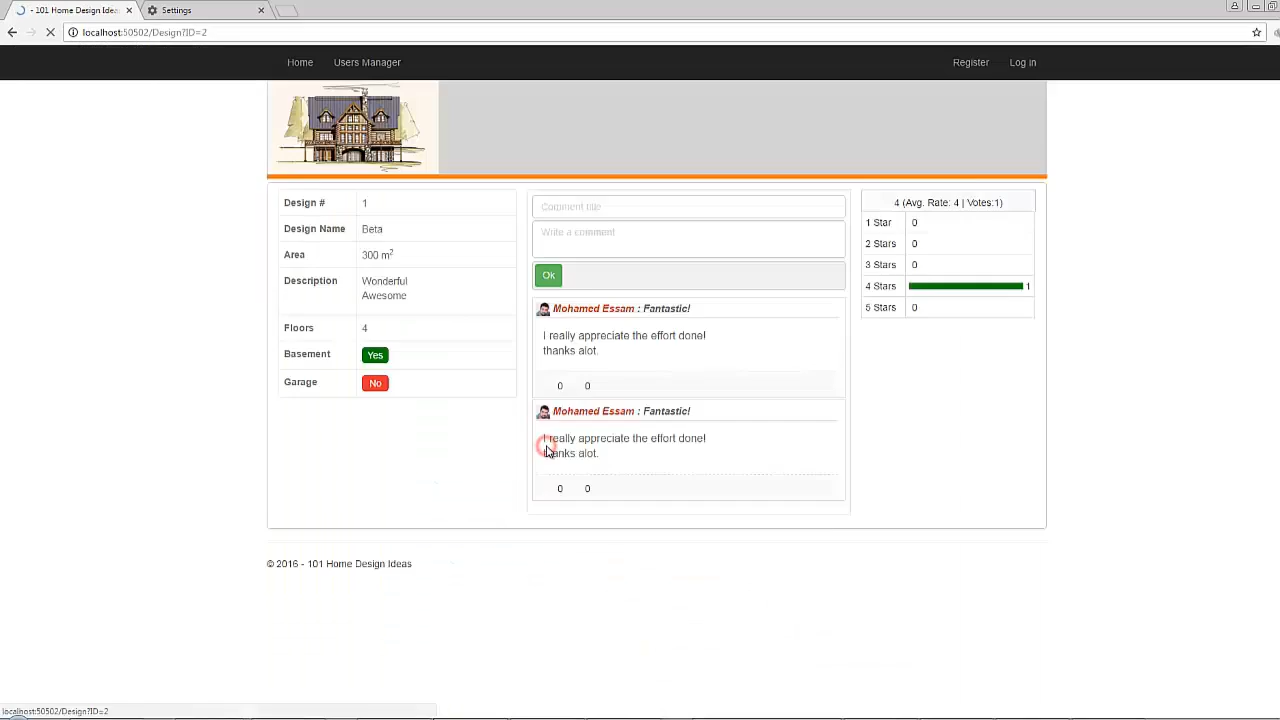 - 101 Home Design Ideas
Settings
localhost:50502/Design?ID=2
Home Users Manager Register Log in
Design # 1
Design Name Beta
Area 300 m2
Description Wonderful
Awesome
Floors 4
Basement Yes
Garage No
Comment title
Write a comment
Ok
Mohamed Essam : Fantastic!
I really appreciate the effort done!
thanks alot.
0 0
Mohamed Essam : Fantastic!
I really appreciate the effort done!
thanks alot.
0 0
4 (Avg. Rate: 4 | Votes:1)
1 Star 0
2 Stars 0
3 Stars 0
4 Stars 1
5 Stars 0
© 2016 - 101 Home Design Ideas
localhost:50502/Design?ID=2